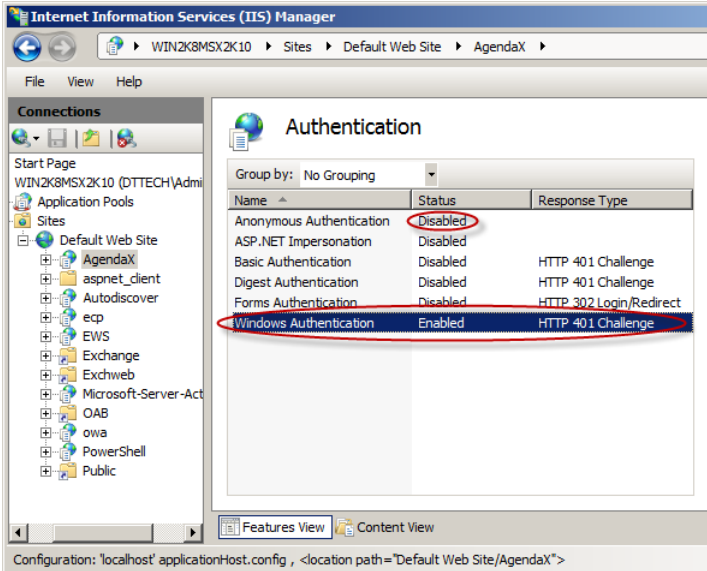 Internet Information Services (IIS) Manager
WIN2K8MSX2K10 Sites Default Web Site AgendaX
File View Help
Connections
Authentication
Start Page
WIN2K8MSX2K10 (DTTECH\Admi
Application Pools
Sites
Default Web Site
AgendaX
aspnet_client
Autodiscover
ecp
EWS
Exchange
Exchweb
Microsoft-Server-Act
OAB
owa
PowerShell
Public
Group by: No Grouping
Name Status Response Type
Anonymous Authentication Disabled
ASP.NET Impersonation Disabled
Basic Authentication Disabled HTTP 401 Challenge
Digest Authentication Disabled HTTP 401 Challenge
Forms Authentication Disabled HTTP 302 Login/Redirect
Windows Authentication Enabled HTTP 401 Challenge
Features View Content View
Configuration: 'localhost' applicationHost.config , <location path="Default Web Site/AgendaX">